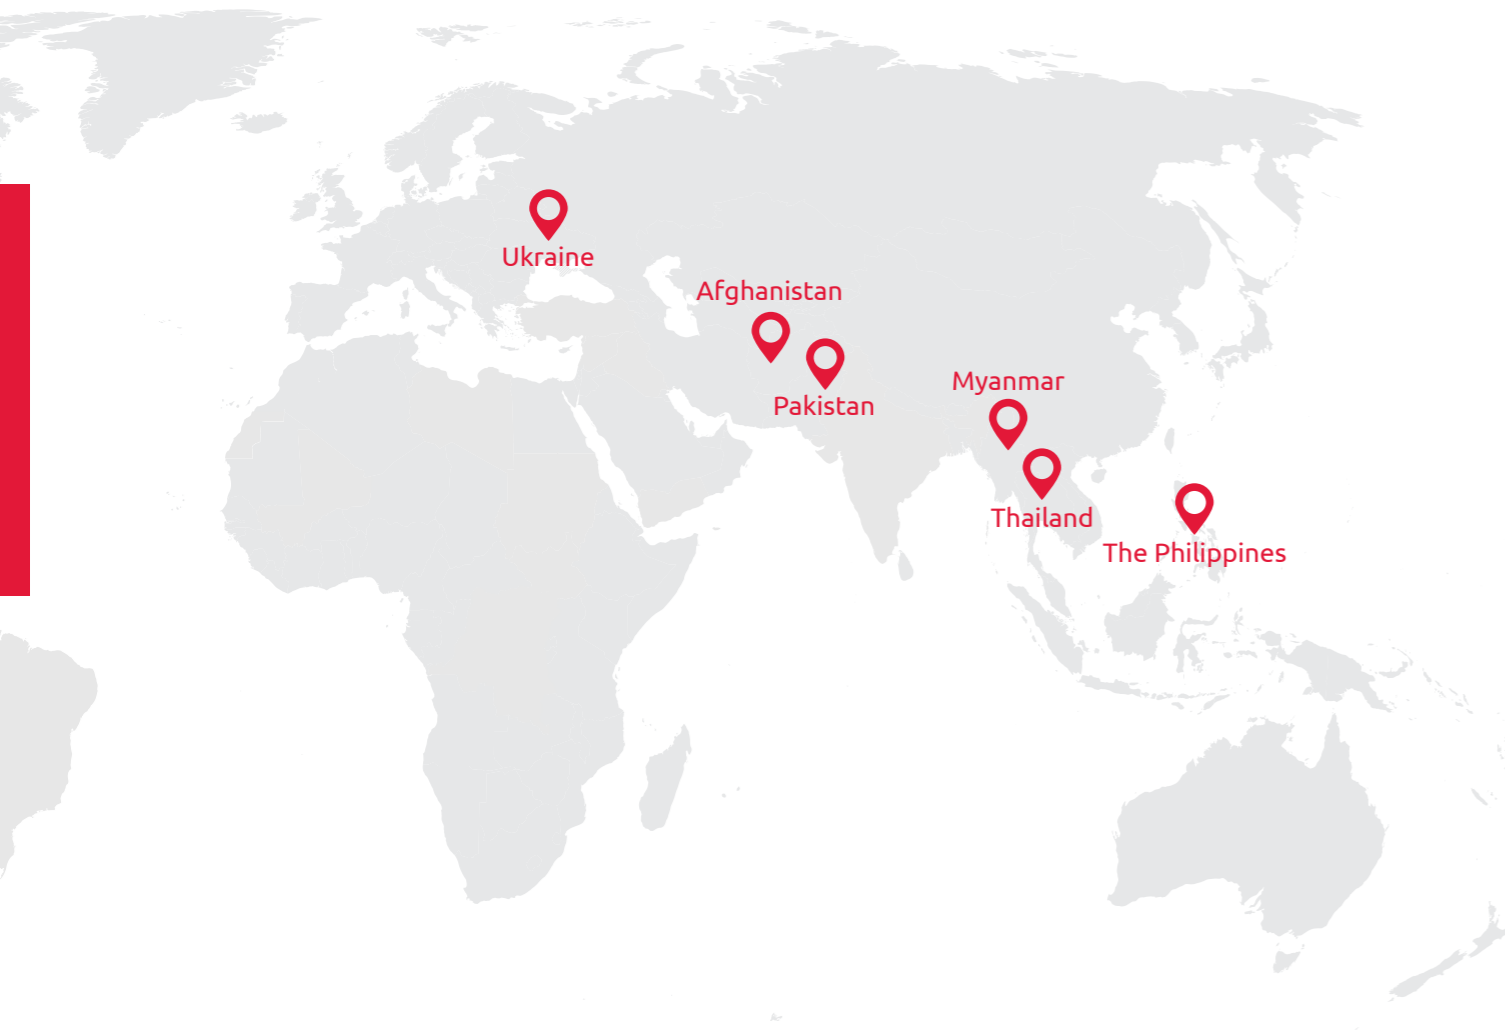 Ukraine
Afghanistan
Pakistan
Myanmar
Thailand
The Philippines